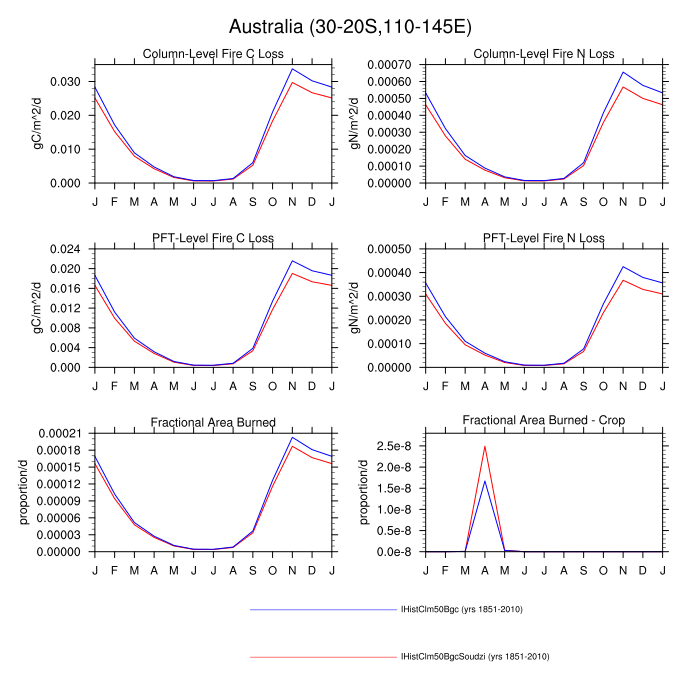 Australia (30-20S,110-145E)
Column-Level Fire C Loss
gC/m^2/d
0.030
0.020
0.010
0.000
J F M A M J J A S O N D J
Column-Level Fire N Loss
gN/m^2/d
0.00070
0.00060
0.00050
0.00040
0.00030
0.00020
0.00010
0.00000
J F M A M J J A S O N D J
PFT-Level Fire C Loss
gC/m^2/d
0.024
0.020
0.016
0.012
0.008
0.004
0.000
J F M A M J J A S O N D J
PFT-Level Fire N Loss
gN/m^2/d
0.00050
0.00040
0.00030
0.00020
0.00010
0.00000
J F M A M J J A S O N D J
Fractional Area Burned
proportion/d
0.00021
0.00018
0.00015
0.00012
0.00009
0.00006
0.00003
0.00000
J F M A M J J A S O N D J
Fractional Area Burned - Crop
proportion/d
2.5e-8
2.0e-8
1.5e-8
1.0e-8
0.5e-8
0.0e-8
J F M A M J J A S O N D J
IHistClm50Bgc (yrs 1851-2010)
IHistClm50BgcSoudzi (yrs 1851-2010)